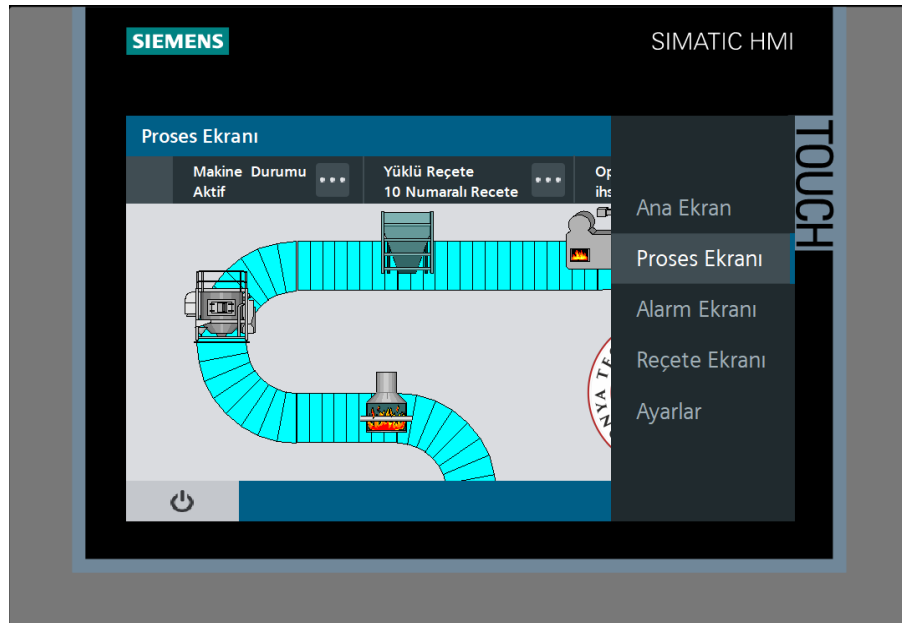 SIEMENS
SIMATIC HMI
TOUCH
Proses Ekranı
Makine Durumu
Aktif
Yüklü Reçete
10 Numaralı Recete
Ana Ekran
Proses Ekranı
Alarm Ekranı
Reçete Ekranı
Ayarlar